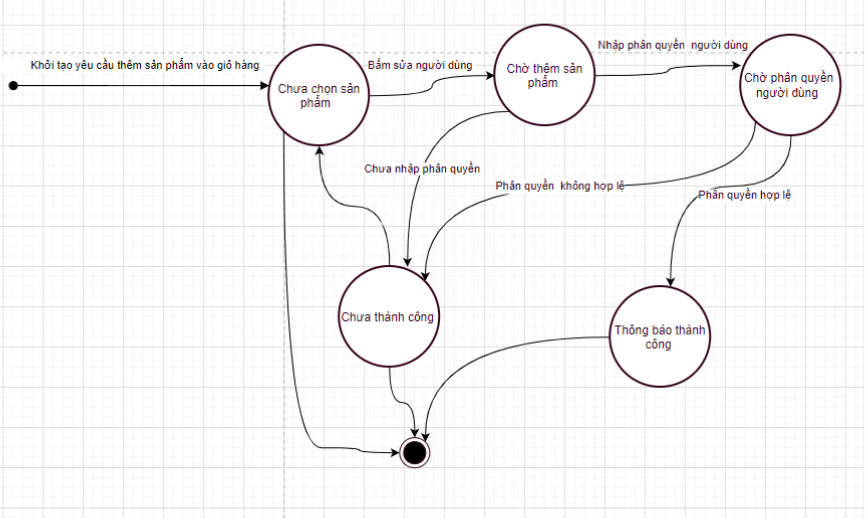 Khởi tạo yêu cầu thêm sản phẩm vào giỏ hàng
Chưa chọn sản
phẩm
Bấm sửa người dùng
Chờ thêm sản
phẩm
Nhập phân quyền người dùng
Chờ phân quyền
người dùng
Chưa nhập phân quyền
Phân quyền không hợp lệ
Phân quyền hợp lệ
Chưa thành công
Thông báo thành
công